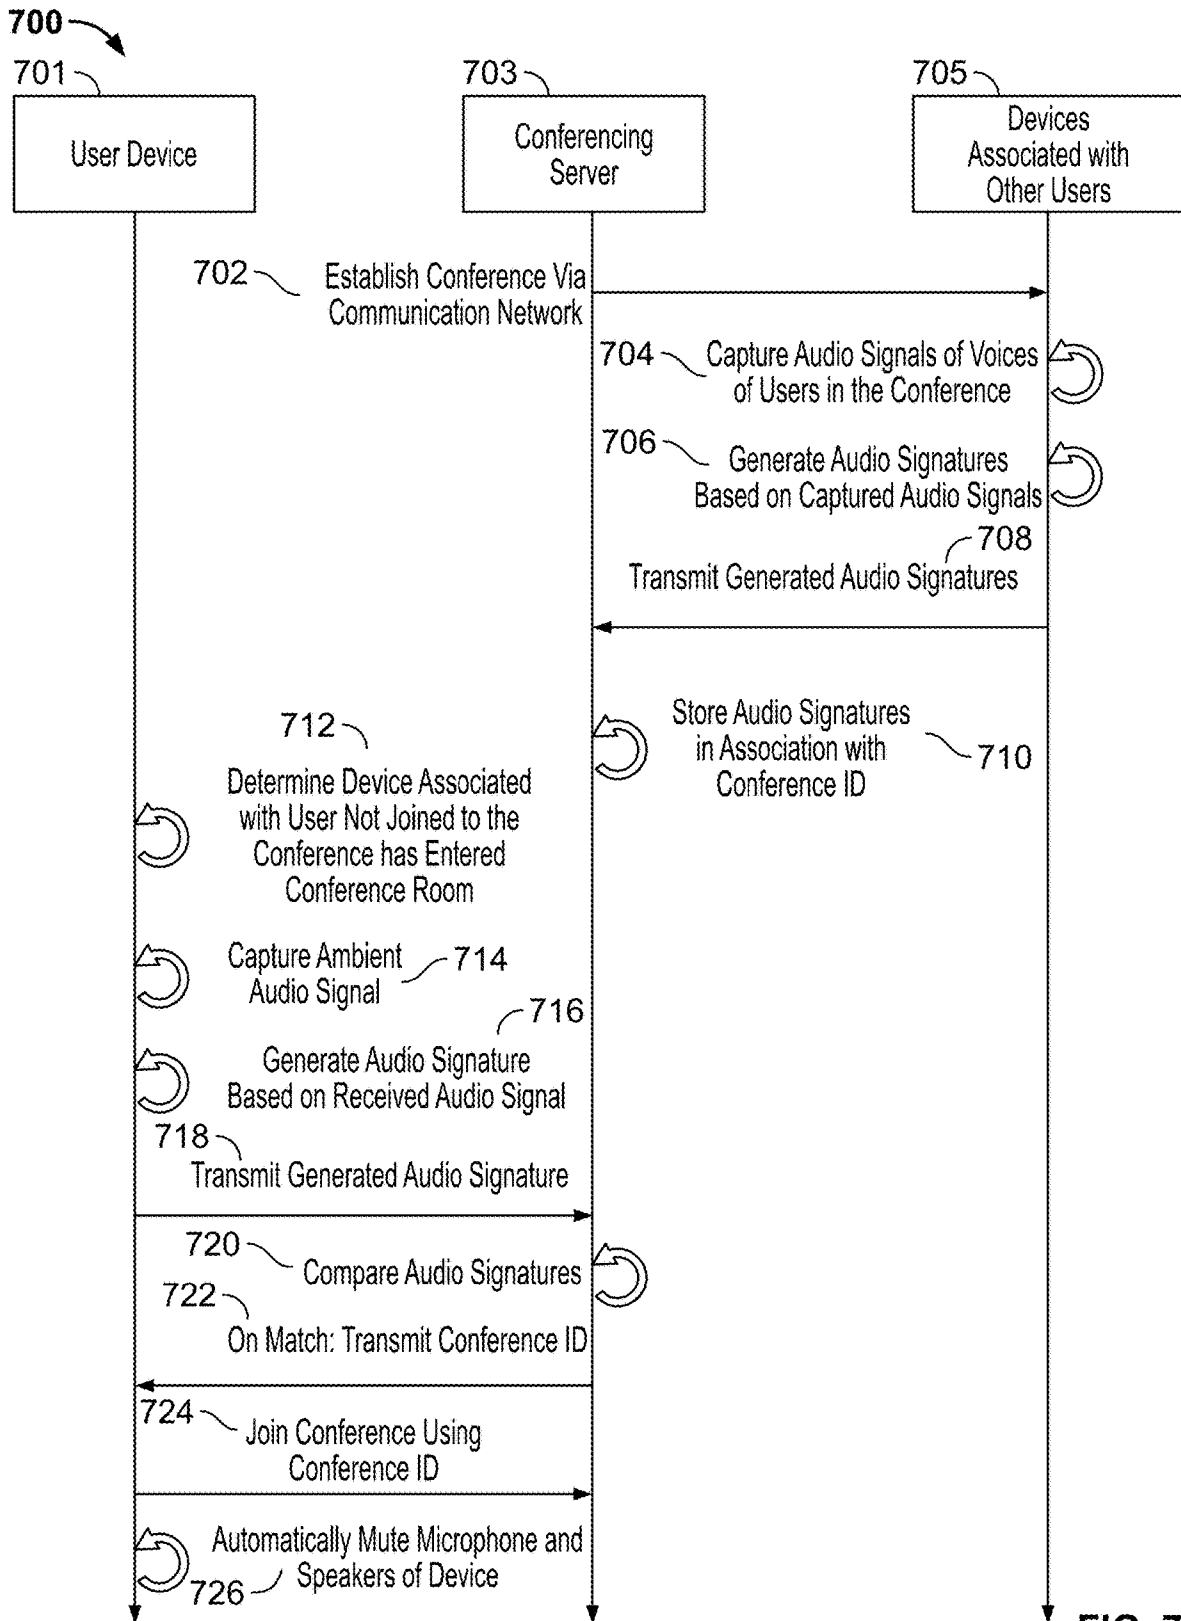 700
701
703
705
User Device
Conferencing
Server
Devices
Associated with
Other Users
702
Establish Conference Via
Communication Network
704
Capture Audio Signals of Voices
of Users in the Conference
706
Generate Audio Signatures
Based on Captured Audio Signals
708
Transmit Generated Audio Signatures
Store Audio Signatures
in Association with
Conference ID
710
712
Determine Device Associated
with User Not Joined to the
Conference has Entered
Conference Room
Capture Ambient
Audio Signal
714
716
Generate Audio Signature
Based on Received Audio Signal
718
Transmit Generated Audio Signature
720
Compare Audio Signatures
722
On Match: Transmit Conference ID
724
Join Conference Using
Conference ID
Automatically Mute Microphone and
Speakers of Device
726
FIG. 7